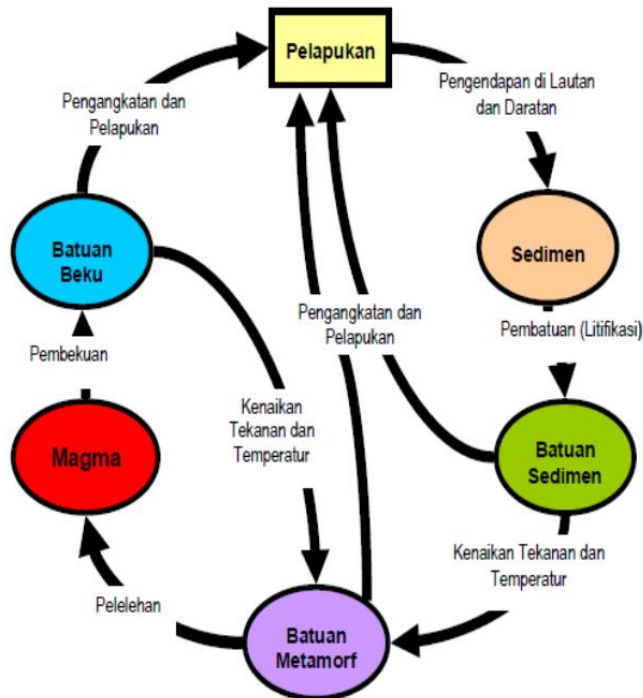 Pelapukan
Pengangkatan dan
Pelapukan
Pengendapan di Lautan
dan Daratan
Batuan
Beku
Sedimen
Pengangkatan dan
Pelapukan
Pembatuan (Litifikasi)
Pembekuan
Kenaikan
Tekanan dan
Temperatur
Magma
Batuan
Sedimen
Kenaikan Tekanan dan
Temperatur
Pelelehan
Batuan
Metamorf